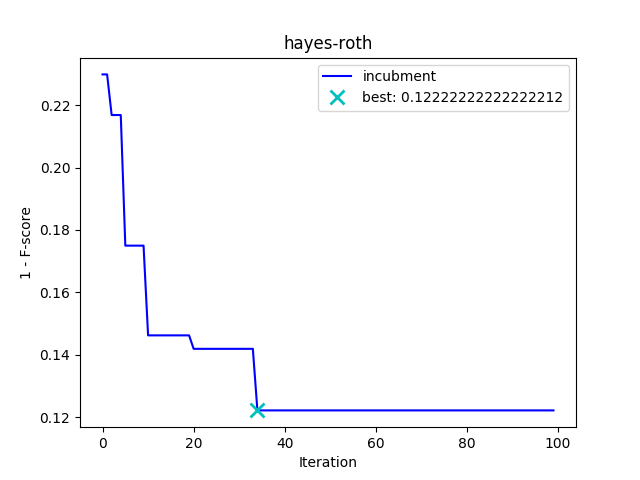 hayes-roth
incubment
best: 0.12222222222222212
0.22
0.20
0.18
0.16
0.14
0.12
1 - F-score
0 20 40 60 80 100
Iteration